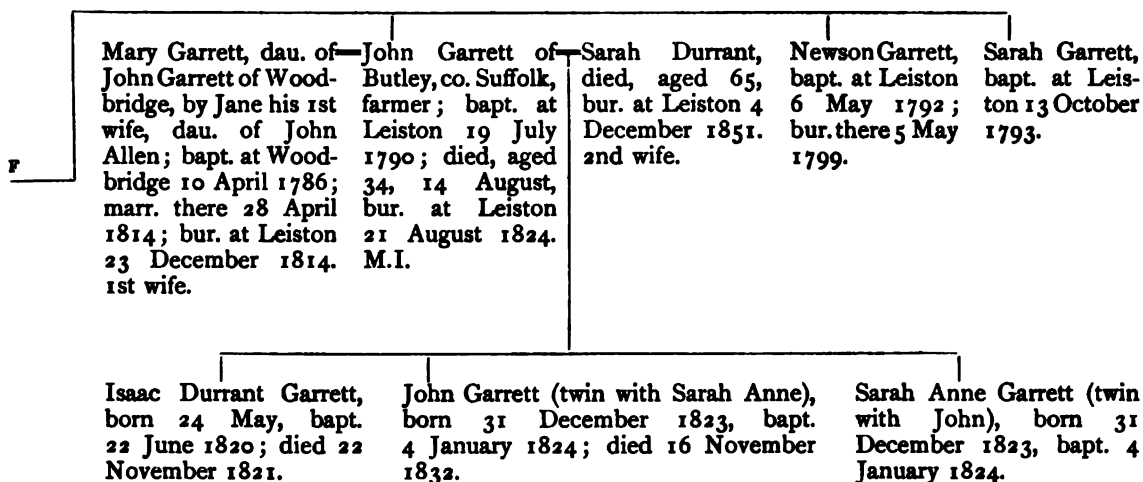 F
Mary Garrett, dau. of
John Garrett of Wood-
bridge, by Jane his 1st
wife, dau. of John
Allen; bapt. at Wood-
bridge 10 April 1786;
marr. there 28 April
1814; bur. at Leiston
23 December 1814.
1st wife.
John Garrett of
Butley, co. Suffolk,
farmer; bapt. at
Leiston 19 July
1790; died, aged
34, 14 August,
bur. at Leiston
21 August 1824.
M.I.
Sarah Durrant,
died, aged 65,
bur. at Leiston 4
December 1851.
2nd wife.
Newson Garrett,
bapt. at Leiston
6 May 1792;
bur. there 5 May
1799.
Sarah Garrett,
bapt. at Leis-
ton 13 October
1793.
Isaac Durrant Garrett,
born 24 May, bapt.
22 June 1820; died 22
November 1821.
John Garrett (twin with Sarah Anne),
born 31 December 1823, bapt.
4 January 1824; died 16 November
1832.
Sarah Anne Garrett (twin
with John), born 31
December 1823, bapt. 4
January 1824.